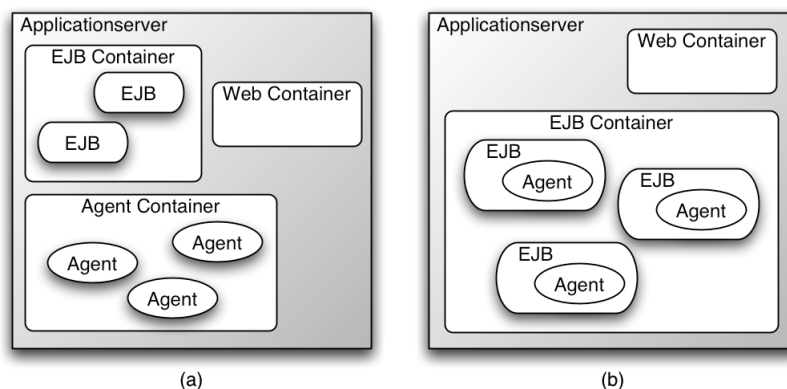 Applicationserver
EJB Container
EJB
EJB
Web Container
Agent Container
Agent
Agent
Agent
(a)
Applicationserver
Web Container
EJB Container
EJB
Agent
EJB
Agent
EJB
Agent
(b)